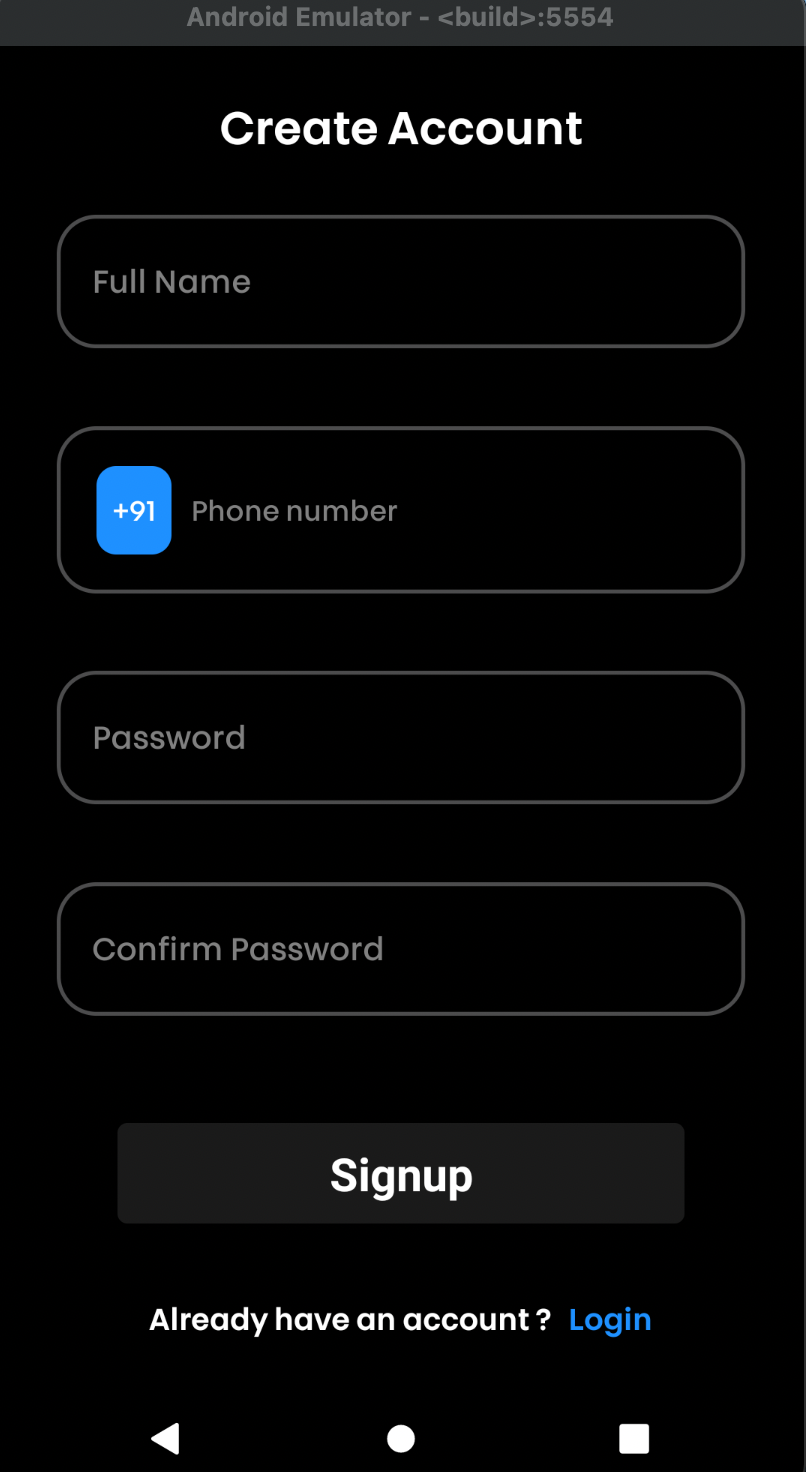 Android Emulator - <build>:5554
Create Account
Full Name
+91 Phone number
Password
Confirm Password
Signup
Already have an account ? Login